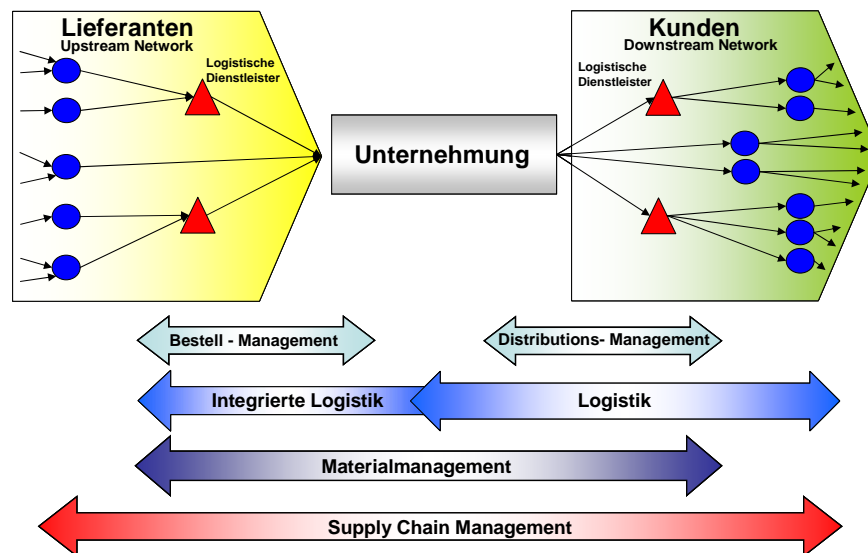 Lieferanten
Upstream Network
Logistische
Dienstleister
Unternehmung
Kunden
Downstream Network
Logistische
Dienstleister
Bestell - Management
Distributions- Management
Integrierte Logistik
Logistik
Materialmanagement
Supply Chain Management